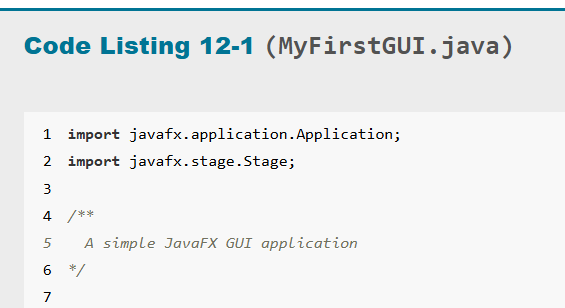 Code Listing 12-1 (MyFirstGUI.java)
1 import javafx.application.Application;
2 import javafx.stage.Stage;
3
4 /**
5 A simple JavaFX GUI application
6 */
7